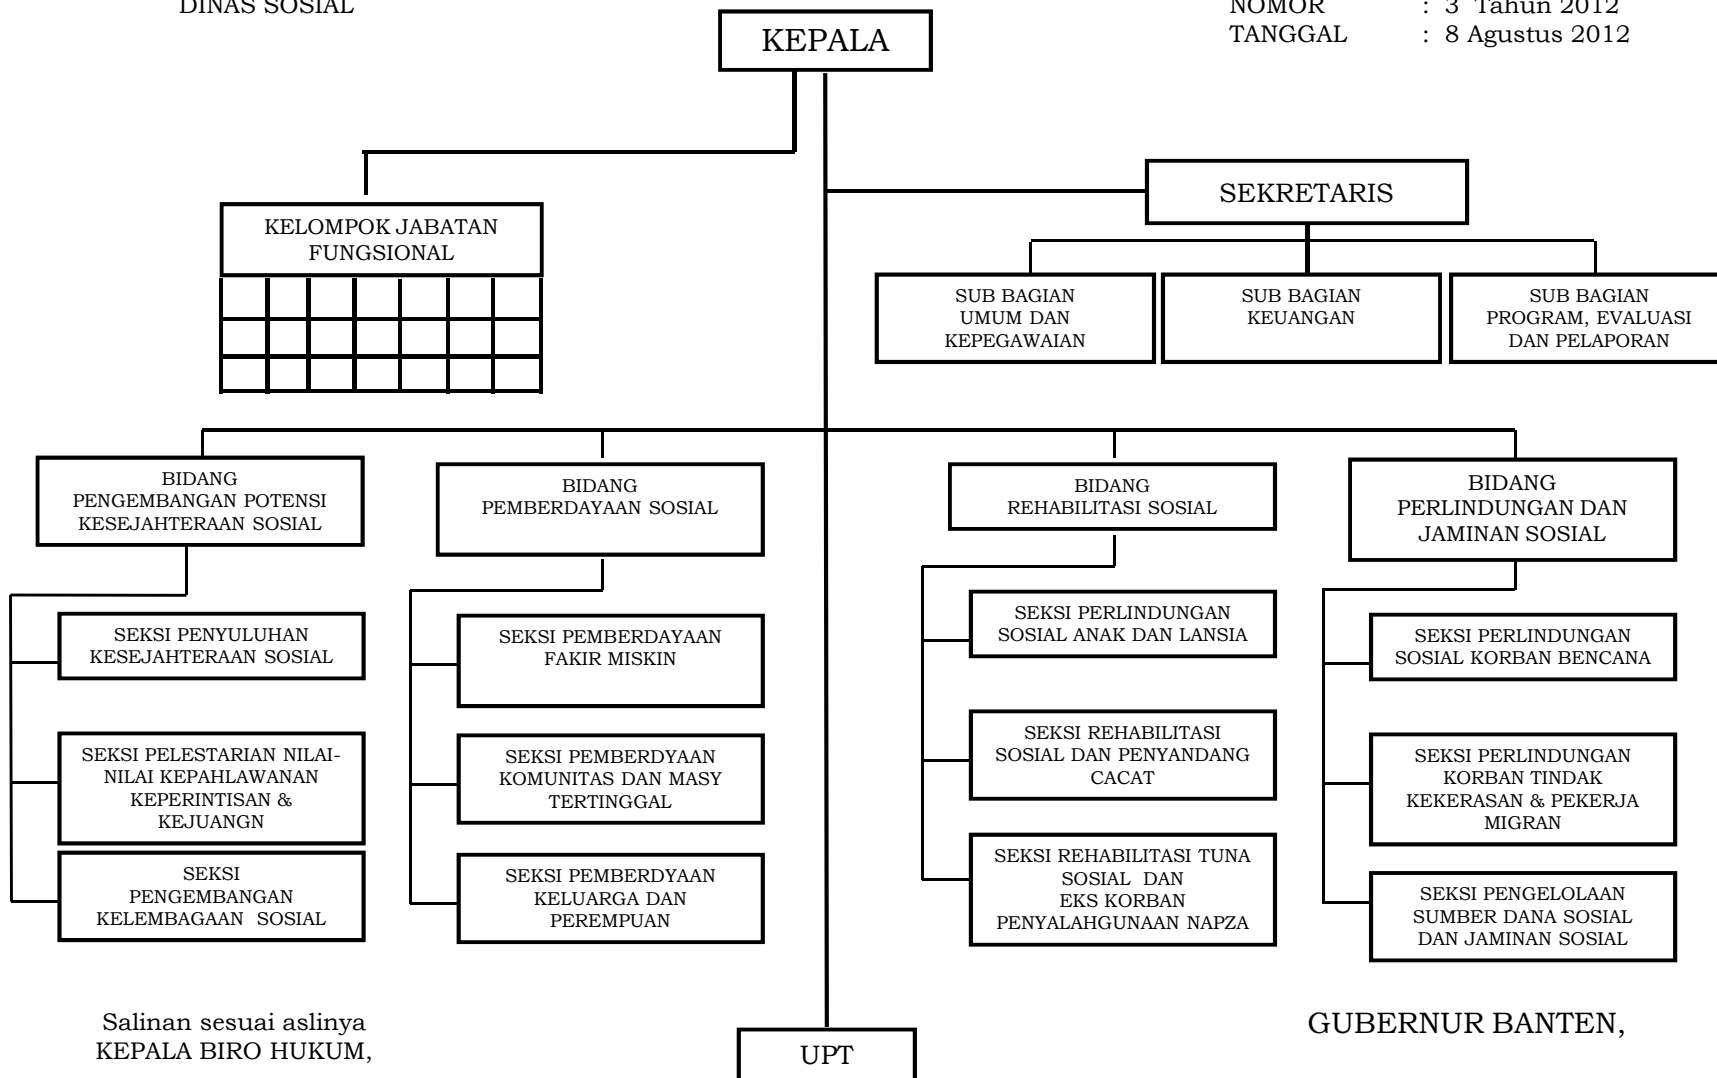 DINAS SOSIAL
NOMOR : 3 Tahun 2012
TANGGAL : 8 Agustus 2012
KEPALA
SEKRETARIS
KELOMPOK JABATAN
FUNGSIONAL
SUB BAGIAN
UMUM DAN
KEPEGAWAIAN
SUB BAGIAN
KEUANGAN
SUB BAGIAN
PROGRAM, EVALUASI
DAN PELAPORAN
BIDANG
PENGEMBANGAN POTENSI
KESEJAHTERAAN SOSIAL
BIDANG
PEMBERDAYAAN SOSIAL
BIDANG
REHABILITASI SOSIAL
BIDANG
PERLINDUNGAN DAN
JAMINAN SOSIAL
SEKSI PENYULUHAN
KESEJAHTERAAN SOSIAL
SEKSI PELESTARIAN NILAI-
NILAI KEPAHLAWANAN
KEPERINTISAN &
KEJUANGN
SEKSI
PENGEMBANGAN
KELEMBAGAAN SOSIAL
SEKSI PEMBERDAYAAN
FAKIR MISKIN
SEKSI PEMBERDYAAN
KOMUNITAS DAN MASY
TERTINGGAL
SEKSI PEMBERDYAAN
KELUARGA DAN
PEREMPUAN
SEKSI PERLINDUNGAN
SOSIAL ANAK DAN LANSIA
SEKSI REHABILITASI
SOSIAL DAN PENYANDANG
CACAT
SEKSI REHABILITASI TUNA
SOSIAL DAN
EKS KORBAN
PENYALAHGUNAAN NAPZA
SEKSI PERLINDUNGAN
SOSIAL KORBAN BENCANA
SEKSI PERLINDUNGAN
KORBAN TINDAK
KEKERASAN & PEKERJA
MIGRAN
SEKSI PENGELOLAAN
SUMBER DANA SOSIAL
DAN JAMINAN SOSIAL
Salinan sesuai aslinya
KEPALA BIRO HUKUM,
UPT
GUBERNUR BANTEN,